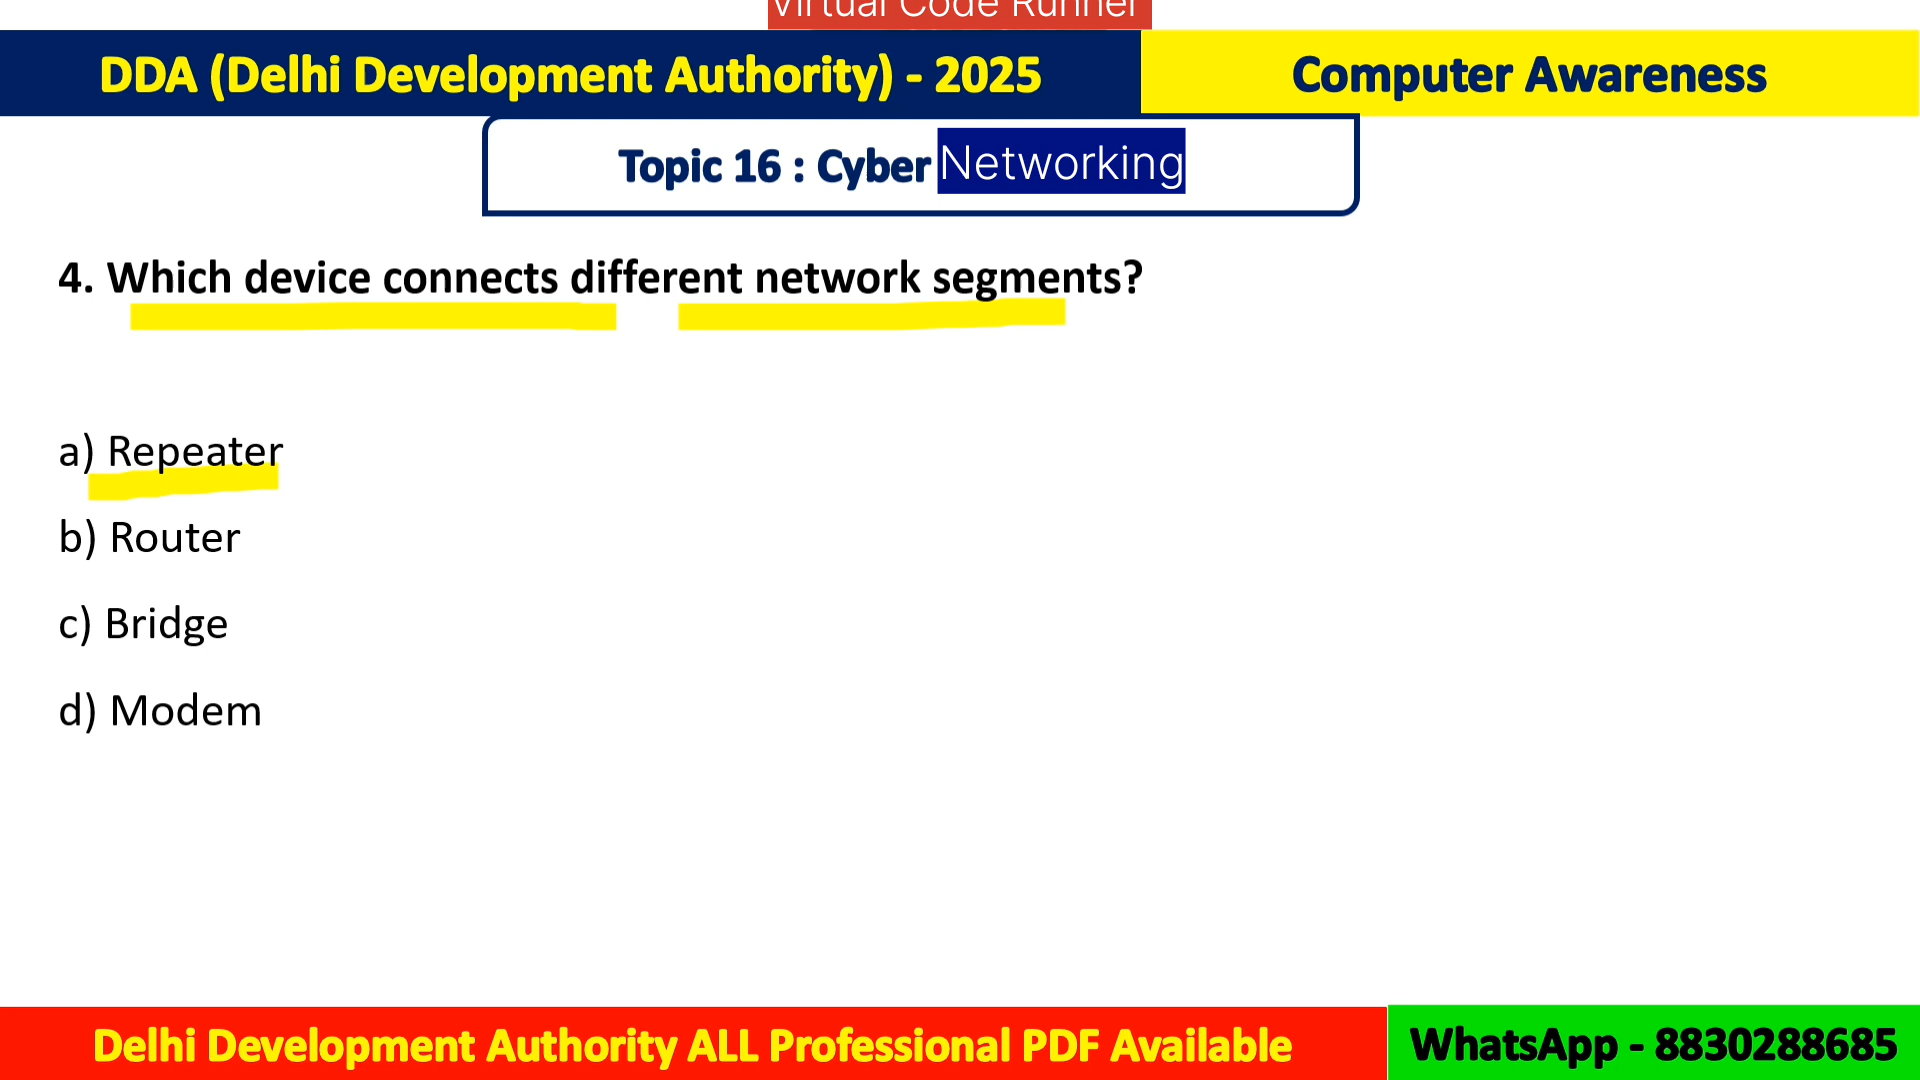 Virtual Code Runner
DDA (Delhi Development Authority) - 2025
Computer Awareness
Topic 16 : Cyber Networking
4. Which device connects different network segments?
a) Repeater
b) Router
c) Bridge
d) Modem
Delhi Development Authority ALL Professional PDF Available
WhatsApp - 8830288685